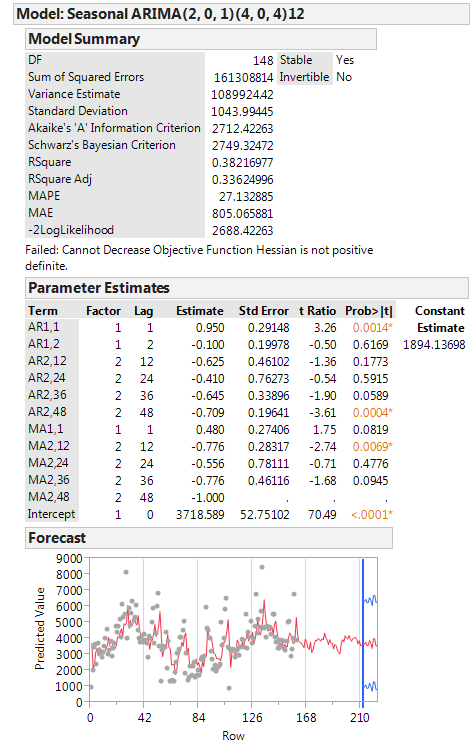 Model: Seasonal ARIMA(2, 0, 1)(4, 0, 4)12
Model Summary
DF 148 Stable Yes
Sum of Squared Errors 161308814 Invertible No
Variance Estimate 1089924.42
Standard Deviation 1043.99445
Akaike's 'A' Information Criterion 2712.42263
Schwarz's Bayesian Criterion 2749.32472
RSquare 0.38216977
RSquare Adj 0.33624996
MAPE 27.132885
MAE 805.065881
-2LogLikelihood 2688.42263
Failed: Cannot Decrease Objective Function Hessian is not positive
definite.
Parameter Estimates
Term Factor Lag Estimate Std Error t Ratio Prob>|t| Constant Estimate
AR1,1 1 1 0.950 0.29148 3.26 0.0014*
AR1,2 1 2 -0.100 0.19978 -0.50 0.6169 1894.13698
AR2,12 2 12 -0.625 0.46102 -1.36 0.1773
AR2,24 2 24 -0.410 0.76273 -0.54 0.5915
AR2,36 2 36 -0.645 0.33896 -1.90 0.0589
AR2,48 2 48 -0.709 0.19641 -3.61 0.0004*
MA1,1 1 1 0.480 0.27406 1.75 0.0819
MA2,12 2 12 -0.776 0.28317 -2.74 0.0069*
MA2,24 2 24 -0.556 0.78111 -0.71 0.4776
MA2,36 2 36 -0.776 0.46116 -1.68 0.0945
MA2,48 2 48 -1.000 . . .
Intercept 1 0 3718.589 52.75102 70.49 <.0001*
Forecast
Predicted Value
9000
8000
7000
6000
5000
4000
3000
2000
1000
0
0 42 84 126 168 210
Row